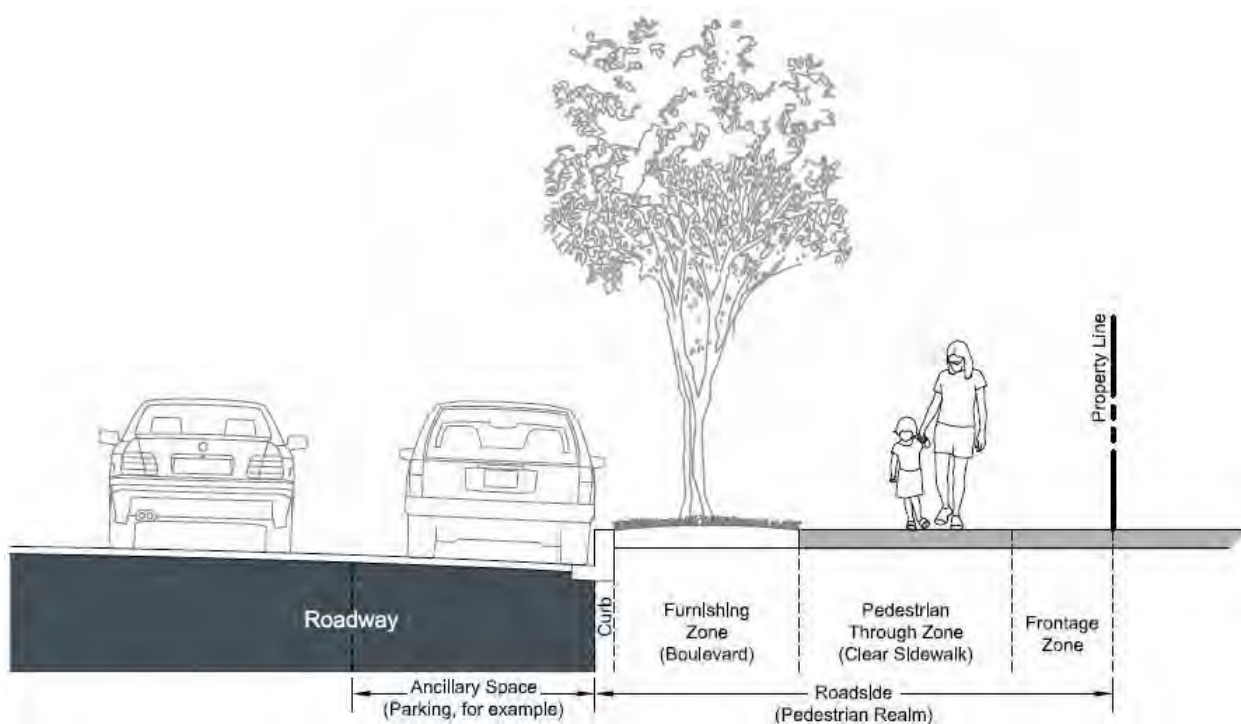 Property Line
Roadway
Curb
Furnishing
Zone
(Boulevard)
Pedestrian
Through Zone
(Clear Sidewalk)
Frontage
Zone
Ancillary Space
(Parking, for example)
Roadside
(Pedestrian Realm)